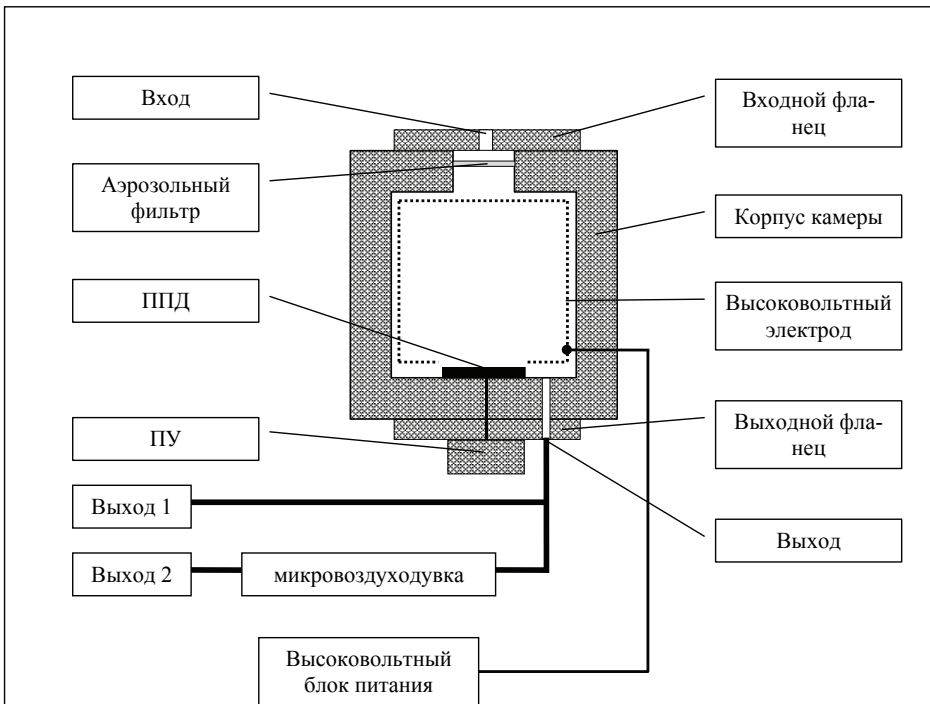 Вход
Аэрозольный
фильтр
ППД
ПУ
Выход 1
Выход 2
микровоздуходувка
Высоковольтный
блок питания
Входной фла-
нец
Корпус камеры
Высоковольтный
электрод
Выходной фла-
нец
Выход